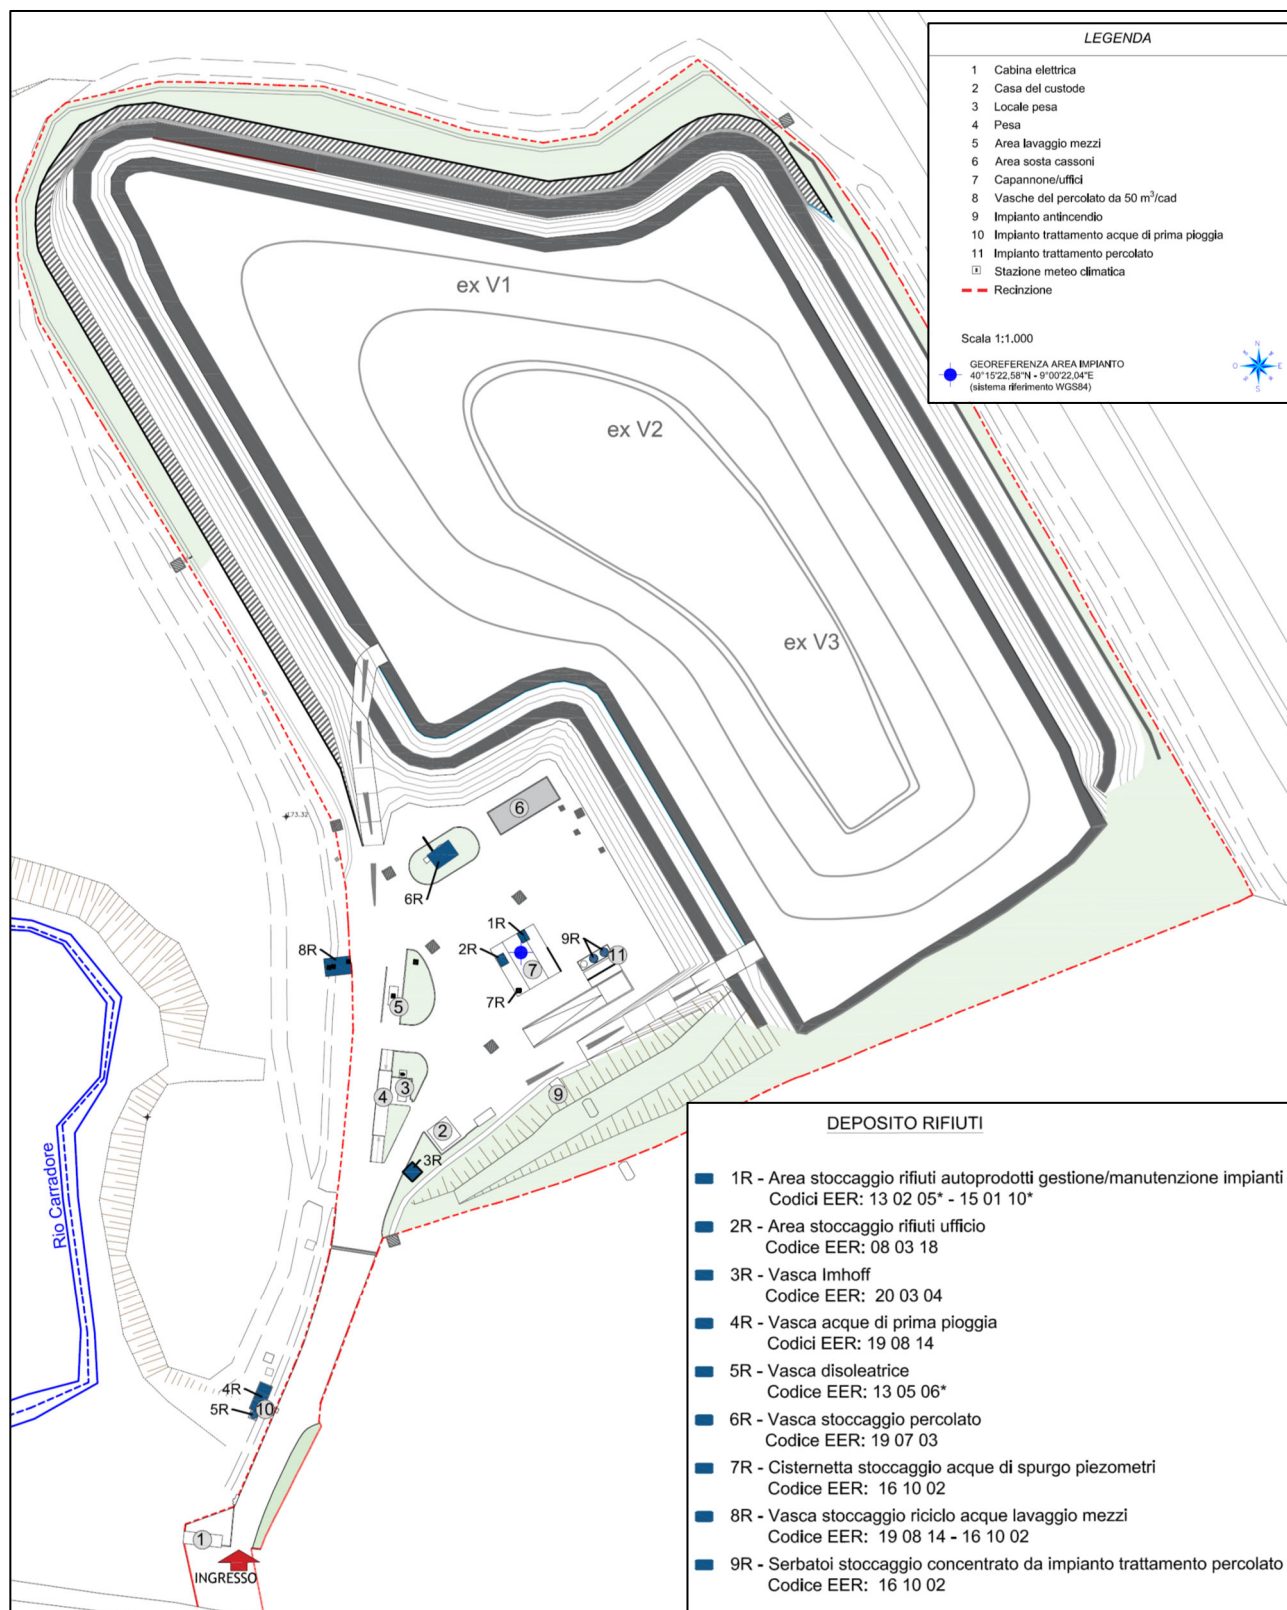 LEGENDA
1 Cabina elettrica
2 Casa del custode
3 Locale pesa
4 Pesa
5 Area lavaggio mezzi
6 Area sosta cassoni
7 Capannone/uffici
8 Vasche del percolato da 50 m³/cad
9 Impianto antincendio
10 Impianto trattamento acque di prima pioggia
11 Impianto trattamento percolato
Stazione meteo climatica
Recinzione
Scala 1:1.000
GEOREFERENZA AREA IMPIANTO
40°15'22,58"N - 9°00'22,04"E
(sistema riferimento WGS84)
N
E
S
O
ex V1
ex V2
ex V3
173.32
6
6R
1R
2R
7
7R
9R
11
8R
5
3
4
2
3R
9
Rio Carradore
4R
5R
10
1
INGRESSO
DEPOSITO RIFIUTI
1R - Area stoccaggio rifiuti autoprodotti gestione/manutenzione impianti
Codici EER: 13 02 05* - 15 01 10*
2R - Area stoccaggio rifiuti ufficio
Codice EER: 08 03 18
3R - Vasca Imhoff
Codice EER: 20 03 04
4R - Vasca acque di prima pioggia
Codici EER: 19 08 14
5R - Vasca disoleatrice
Codice EER: 13 05 06*
6R - Vasca stoccaggio percolato
Codice EER: 19 07 03
7R - Cisternetta stoccaggio acque di spurgo piezometri
Codice EER: 16 10 02
8R - Vasca stoccaggio riciclo acque lavaggio mezzi
Codice EER: 19 08 14 - 16 10 02
9R - Serbatoi stoccaggio concentrato da impianto trattamento percolato
Codice EER: 16 10 02